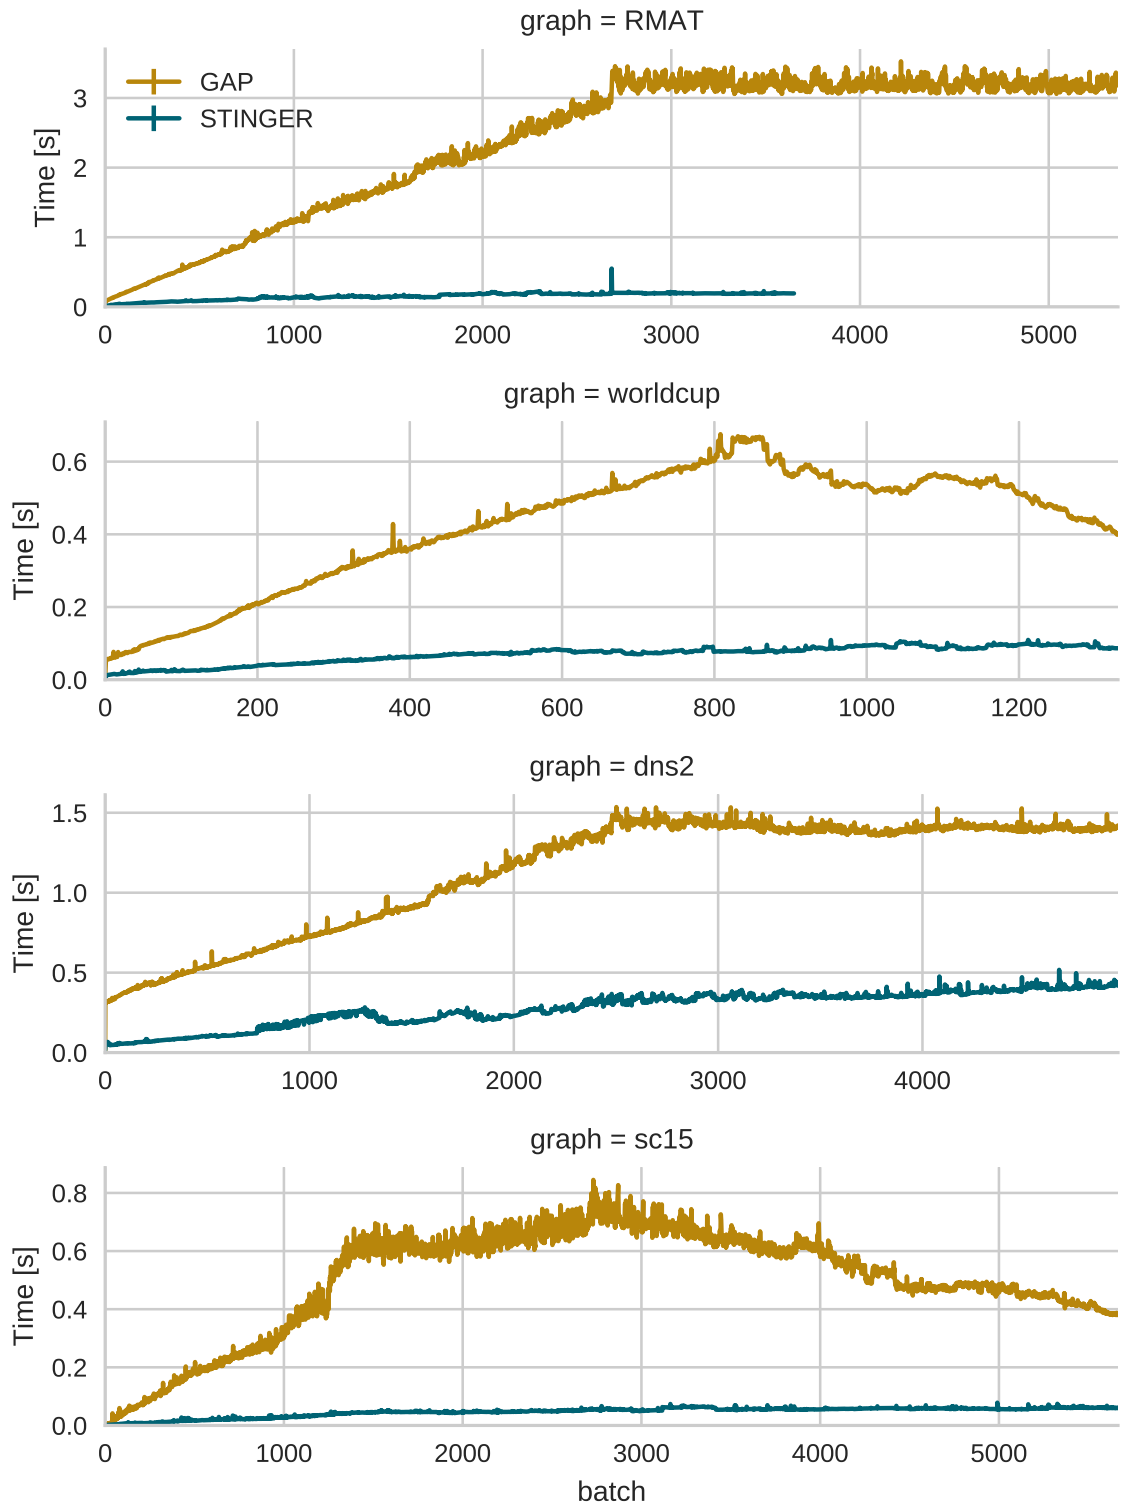 graph = RMAT
GAP
STINGER
Time [s]
3
2
1
0
0 1000 2000 3000 4000 5000
graph = worldcup
Time [s]
0.6
0.4
0.2
0.0
0 200 400 600 800 1000 1200
graph = dns2
Time [s]
1.5
1.0
0.5
0.0
0 1000 2000 3000 4000
graph = sc15
Time [s]
0.8
0.6
0.4
0.2
0.0
0 1000 2000 3000 4000 5000
batch